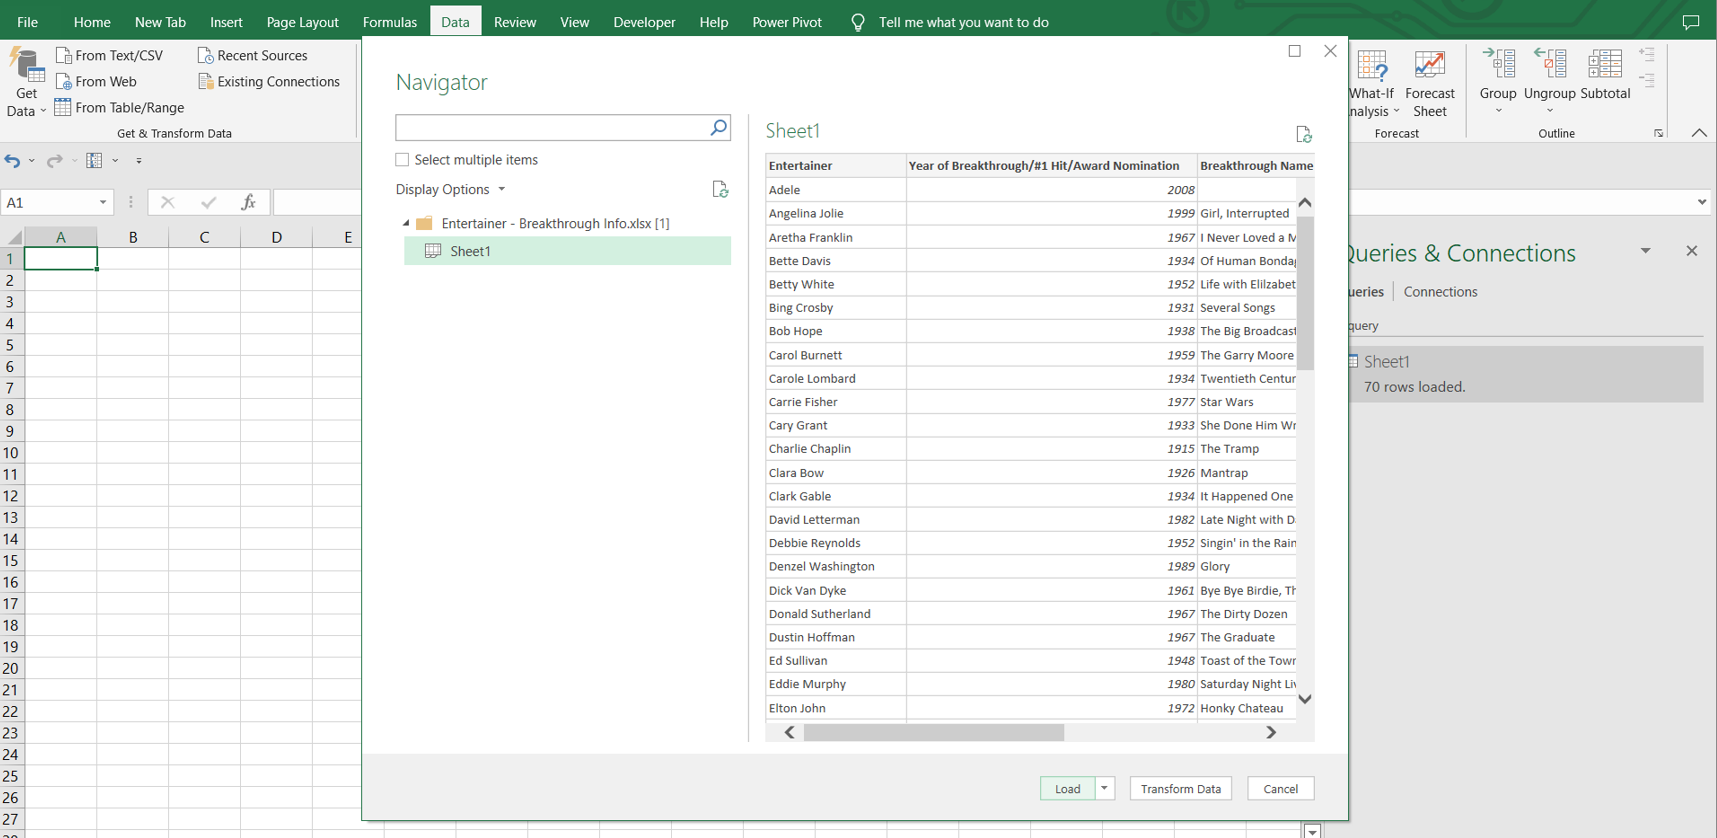 File Home New Tab Insert Page Layout Formulas Data Review View Developer Help Power Pivot Tell me what you want to do
From Text/CSV Recent Sources
From Web Existing Connections
From Table/Range
Get
Data
Get & Transform Data
What-If
nalysis
Forecast
Sheet
Forecast
Group Ungroup Subtotal
Outline
A1
fx
A B C D E
1
2
3
4
5
6
7
8
9
10
11
12
13
14
15
16
17
18
19
20
21
22
23
24
25
26
27
Navigator
Select multiple items
Display Options
Entertainer - Breakthrough Info.xlsx [1]
Sheet1
Sheet1
Entertainer Year of Breakthrough/#1 Hit/Award Nomination Breakthrough Name
Adele 2008
Angelina Jolie 1999 Girl, Interrupted
Aretha Franklin 1967 I Never Loved a M
Bette Davis 1934 Of Human Bondag
Betty White 1952 Life with Elilzabet
Bing Crosby 1931 Several Songs
Bob Hope 1938 The Big Broadcast
Carol Burnett 1959 The Garry Moore
Carole Lombard 1934 Twentieth Centur
Carrie Fisher 1977 Star Wars
Cary Grant 1933 She Done Him Wr
Charlie Chaplin 1915 The Tramp
Clara Bow 1926 Mantrap
Clark Gable 1934 It Happened One
David Letterman 1982 Late Night with D
Debbie Reynolds 1952 Singin' in the Rain
Denzel Washington 1989 Glory
Dick Van Dyke 1961 Bye Bye Birdie, Th
Donald Sutherland 1967 The Dirty Dozen
Dustin Hoffman 1967 The Graduate
Ed Sullivan 1948 Toast of the Town
Eddie Murphy 1980 Saturday Night Liv
Elton John 1972 Honky Chateau
Load Transform Data Cancel
Queries & Connections
ueries Connections
query
Sheet1
70 rows loaded.